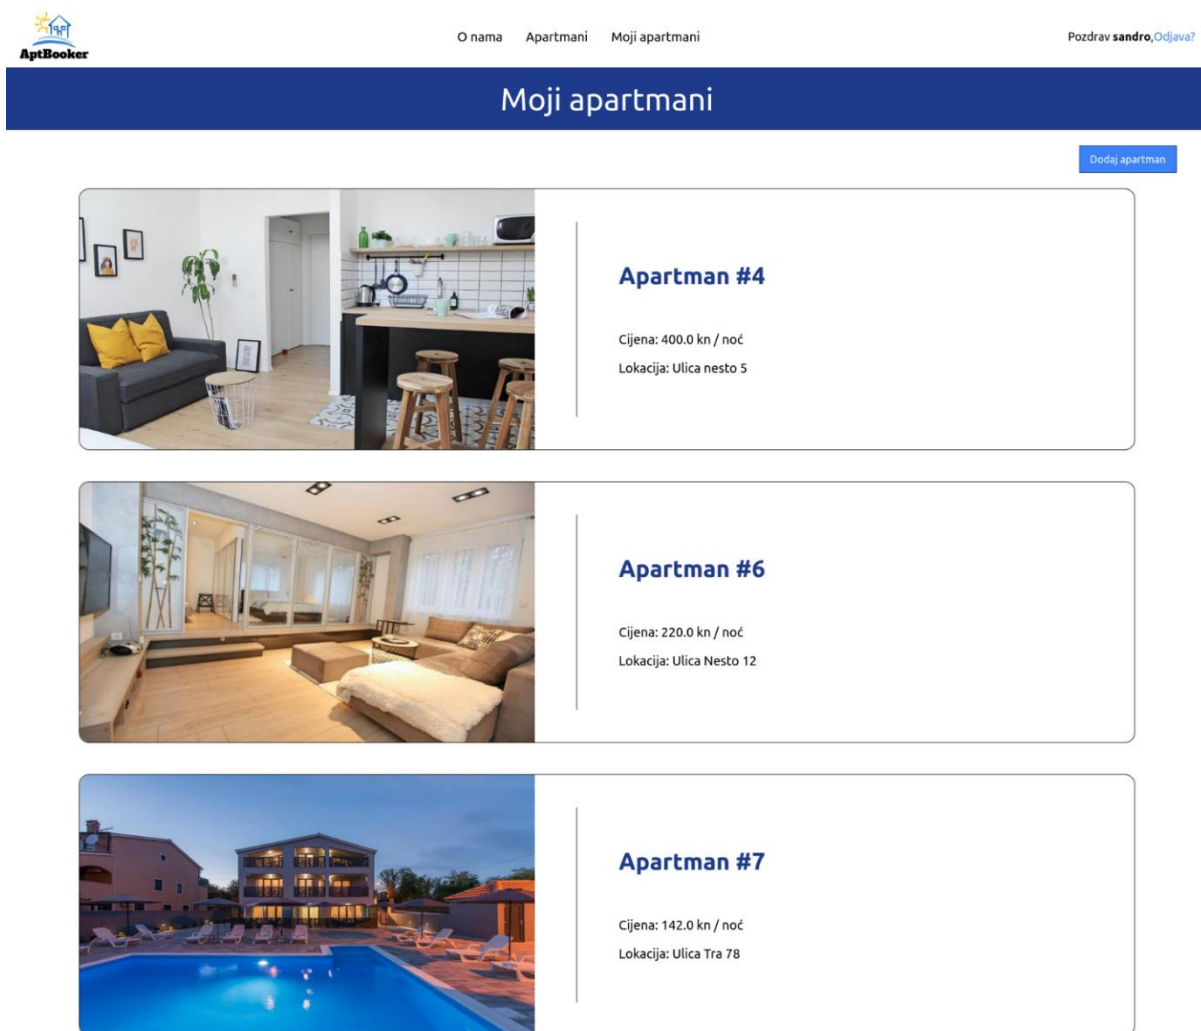 AptBooker
O nama Apartmani Moji apartmani
Pozdrav sandro,Odjava?
Moji apartmani
Dodaj apartman
Apartman #4
Cijena: 400.0 kn / noć
Lokacija: Ulica nesto 5
Apartman #6
Cijena: 220.0 kn / noć
Lokacija: Ulica Nesto 12
Apartman #7
Cijena: 142.0 kn / noć
Lokacija: Ulica Tra 78